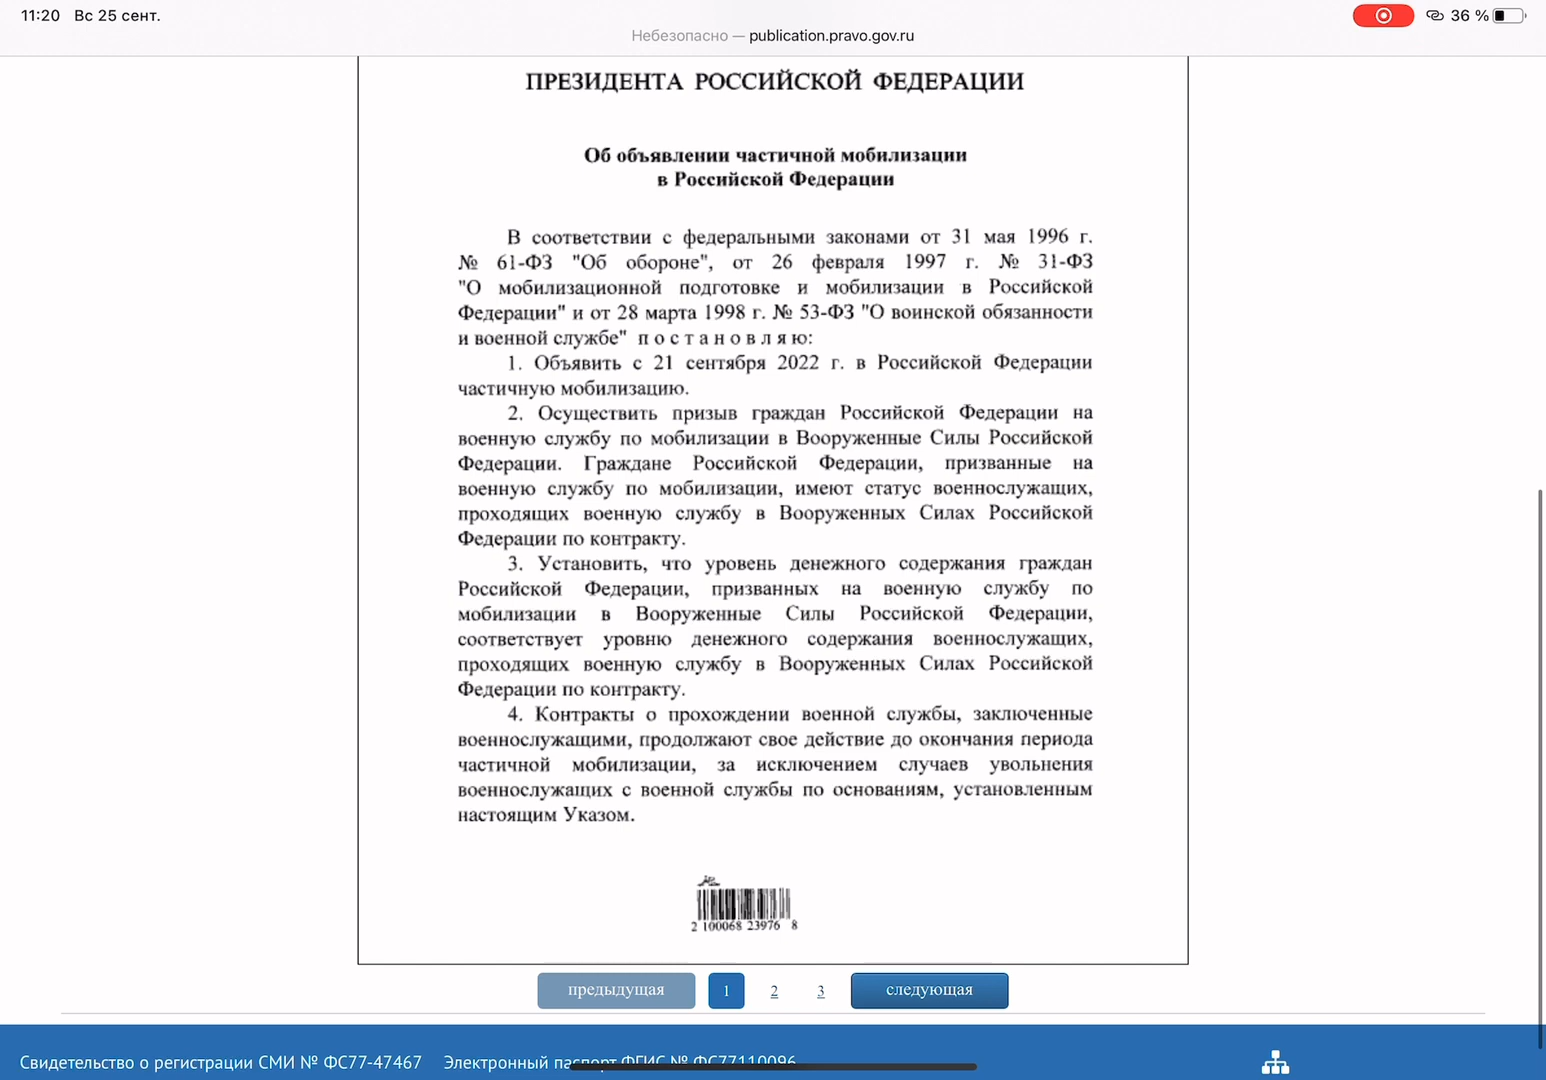 11:20 Вс 25 сент.
36 %
Небезопасно — publication.pravo.gov.ru
ПРЕЗИДЕНТА РОССИЙСКОЙ ФЕДЕРАЦИИ
Об объявлении частичной мобилизации
в Российской Федерации
В соответствии с федеральными законами от 31 мая 1996 г.
№ 61-ФЗ "Об обороне", от 26 февраля 1997 г. № 31-ФЗ
"О мобилизационной подготовке и мобилизации в Российской
Федерации" и от 28 марта 1998 г. № 53-ФЗ "О воинской обязанности
и военной службе" п о с т а н о в л я ю:
1. Объявить с 21 сентября 2022 г. в Российской Федерации
частичную мобилизацию.
2. Осуществить призыв граждан Российской Федерации на
военную службу по мобилизации в Вооруженные Силы Российской
Федерации. Граждане Российской Федерации, призванные на
военную службу по мобилизации, имеют статус военнослужащих,
проходящих военную службу в Вооруженных Силах Российской
Федерации по контракту.
3. Установить, что уровень денежного содержания граждан
Российской Федерации, призванных на военную службу по
мобилизации в Вооруженные Силы Российской Федерации,
соответствует уровню денежного содержания военнослужащих,
проходящих военную службу в Вооруженных Силах Российской
Федерации по контракту.
4. Контракты о прохождении военной службы, заключенные
военнослужащими, продолжают свое действие до окончания периода
частичной мобилизации, за исключением случаев увольнения
военнослужащих с военной службы по основаниям, установленным
настоящим Указом.
2 100068 23976 8
предыдущая 1 2 3 следующая
Свидетельство о регистрации СМИ № ФС77-47467 Электронный паспорт ФГИС № ФС77110096